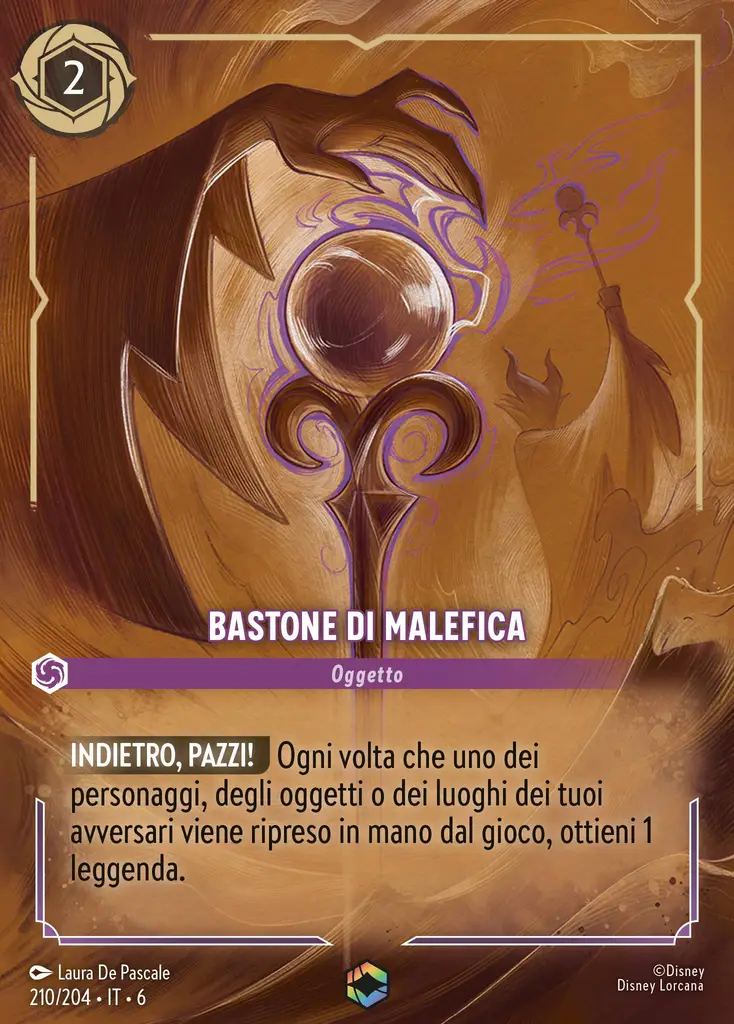 2
BASTONE DI MALEFICA
Oggetto
INDIETRO, PAZZI! Ogni volta che uno dei
personaggi, degli oggetti o dei luoghi dei tuoi
avversari viene ripreso in mano dal gioco, ottieni 1
leggenda.
Laura De Pascale
210/204 • IT • 6
©Disney
Disney Lorcana